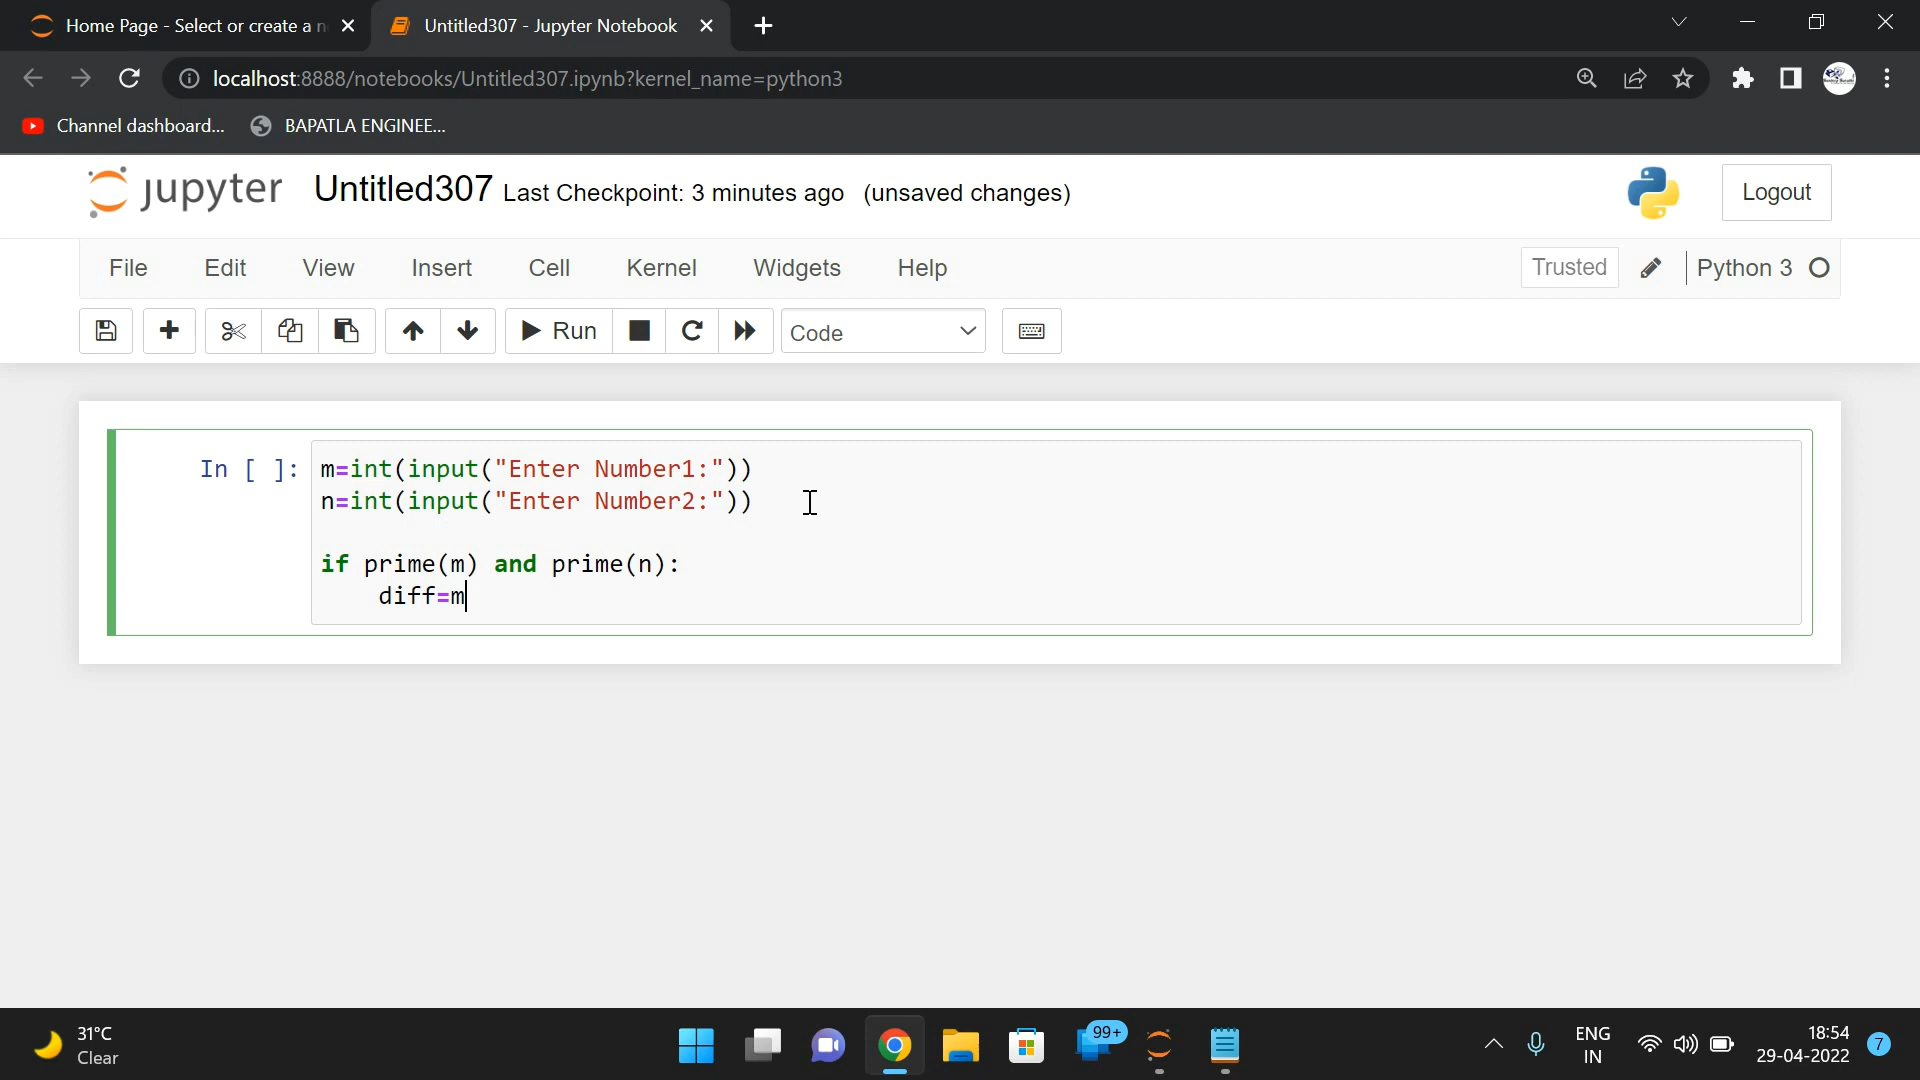 Home Page - Select or create a n
Untitled307 - Jupyter Notebook
localhost:8888/notebooks/Untitled307.ipynb?kernel_name=python3
Channel dashboard...
BAPATLA ENGINEE...
jupyter
Untitled307 Last Checkpoint: 3 minutes ago (unsaved changes)
Logout
File Edit View Insert Cell Kernel Widgets Help
Trusted
Python 3
Run
Code
In [ ]:
m=int(input("Enter Number1:"))
n=int(input("Enter Number2:"))
if prime(m) and prime(n):
    diff=m
31°C
Clear
99+
ENG
IN
18:54
29-04-2022
7